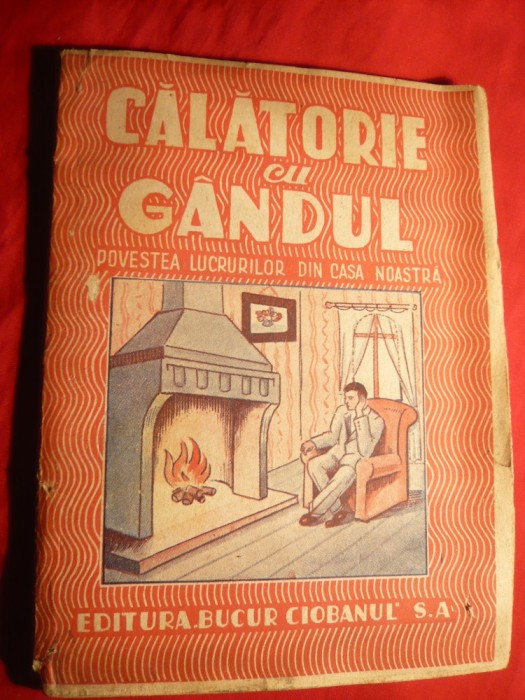 CĂLĂTORIE
cu
GÂNDUL
POVESTEA LUCRURILOR DIN CASA NOASTRĂ
EDITURA „BUCUR CIOBANUL" S.A.